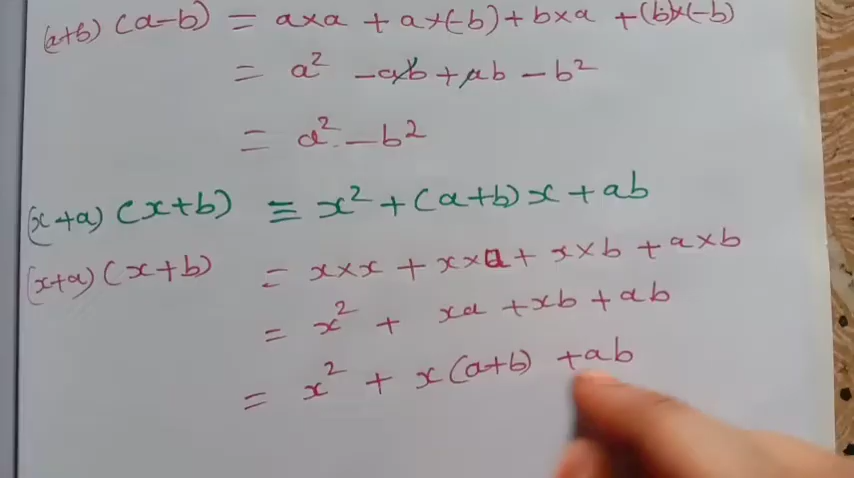 (a+b) (a-b) = a×a + a×(-b) + b×a + (b)×(-b)
= a² - ab + ab - b²
= a² - b²
(x+a) (x+b) ≡ x² + (a+b)x + ab
(x+a) (x+b) = x×x + x×a + x×b + a×b
= x² + xa + xb + ab
= x² + x(a+b) + ab